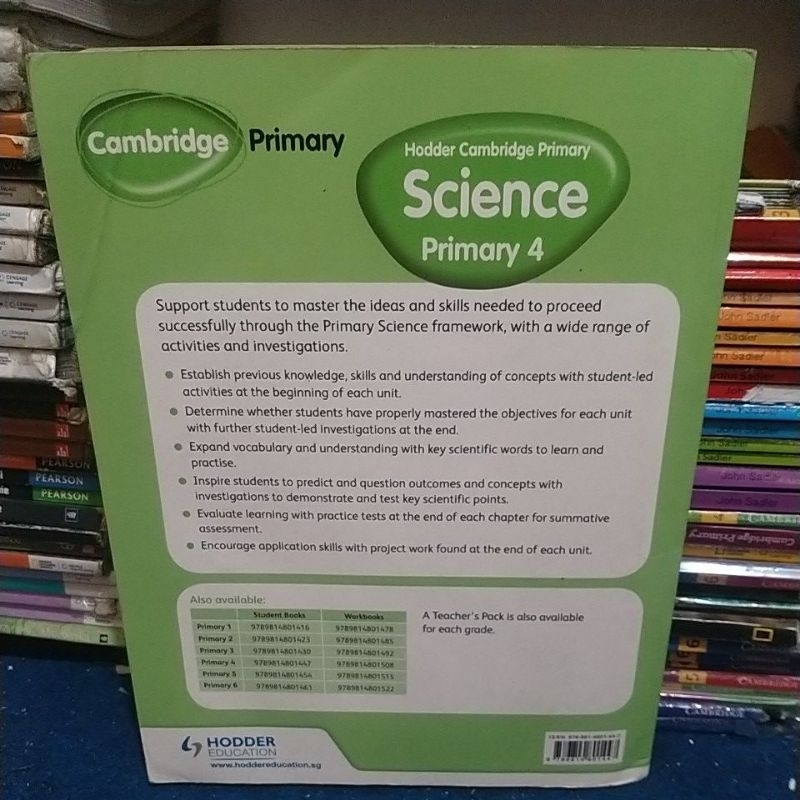 Cambridge Primary
Hodder Cambridge Primary
Science
Primary 4
Support students to master the ideas and skills needed to proceed
successfully through the Primary Science framework, with a wide range of
activities and investigations.
Establish previous knowledge, skills and understanding of concepts with student-led
activities at the beginning of each unit.
Determine whether students have properly mastered the objectives for each unit
with further student-led investigations at the end.
Expand vocabulary and understanding with key scientific words to learn and
practise.
Inspire students to predict and question outcomes and concepts with
investigations to demonstrate and test key scientific points.
Evaluate learning with practice tests at the end of each chapter for summative
assessment.
Encourage application skills with project work found at the end of each unit.
Also available:
Student Books Workbooks
Primary 1 9789814801416 9789814801478
Primary 2 9789814801423 9789814801485
Primary 3 9789814801430 9789814801492
Primary 4 9789814801447 9789814801508
Primary 5 9789814801454 9789814801515
Primary 6 9789814801461 9789814801522
A Teacher's Pack is also available
for each grade.
HODDER
EDUCATION
www.hoddereducation.sg
PEARSON
PEARSON
PEARSON
John Sadler
John Sadler
John Sadler
John Sadler
John Sadler
Cambridge Primary
CAMBRIDGE